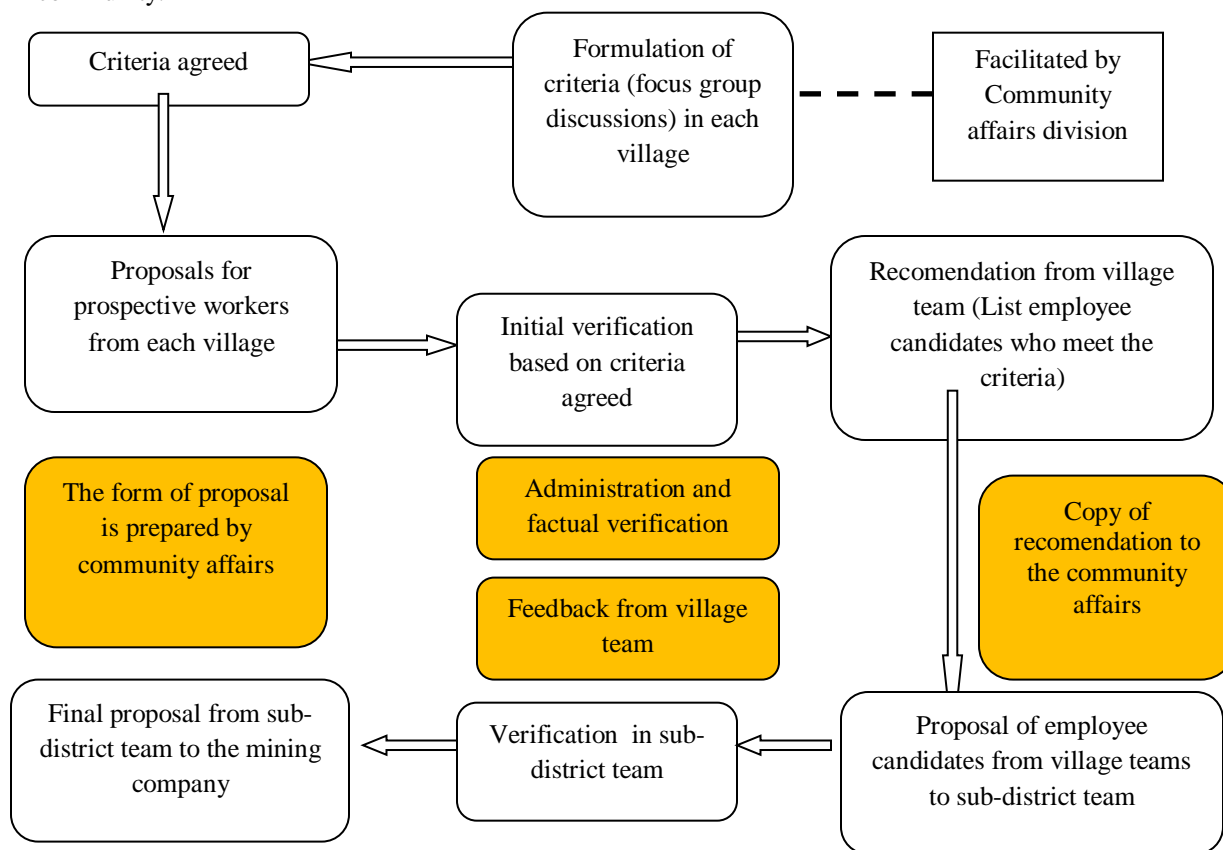 Criteria agreed
Formulation of
criteria (focus group
discussions) in each
village
Facilitated by
Community
affairs division
Proposals for
prospective workers
from each village
Initial verification
based on criteria
agreed
Recomendation from village
team (List employee
candidates who meet the
criteria)
The form of proposal
is prepared by
community affairs
Administration and
factual verification
Feedback from village
team
Copy of
recomendation to
the community
affairs
Final proposal from sub-
district team to the mining
company
Verification in sub-
district team
Proposal of employee
candidates from village teams
to sub-district team